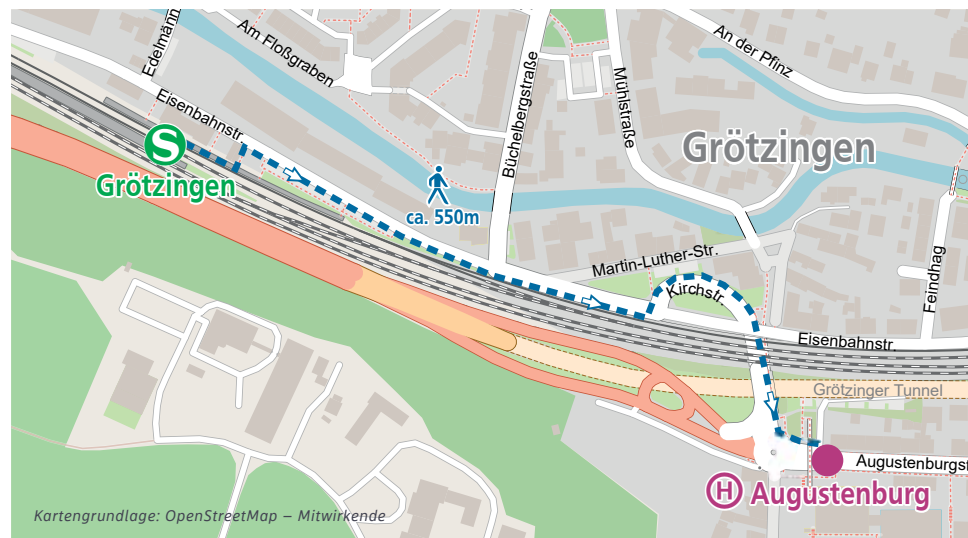 Edelmänn
Am Floßgraben
An der Pfinz
Eisenbahnstr.
Büchelbergstraße
Mühlstraße
S
Grötzingen
Grötzingen
ca. 550m
Martin-Luther-Str.
Kirchstr.
Feindhag
Eisenbahnstr.
Grötzinger Tunnel
Augustenburgst
H Augustenburg
Kartengrundlage: OpenStreetMap – Mitwirkende